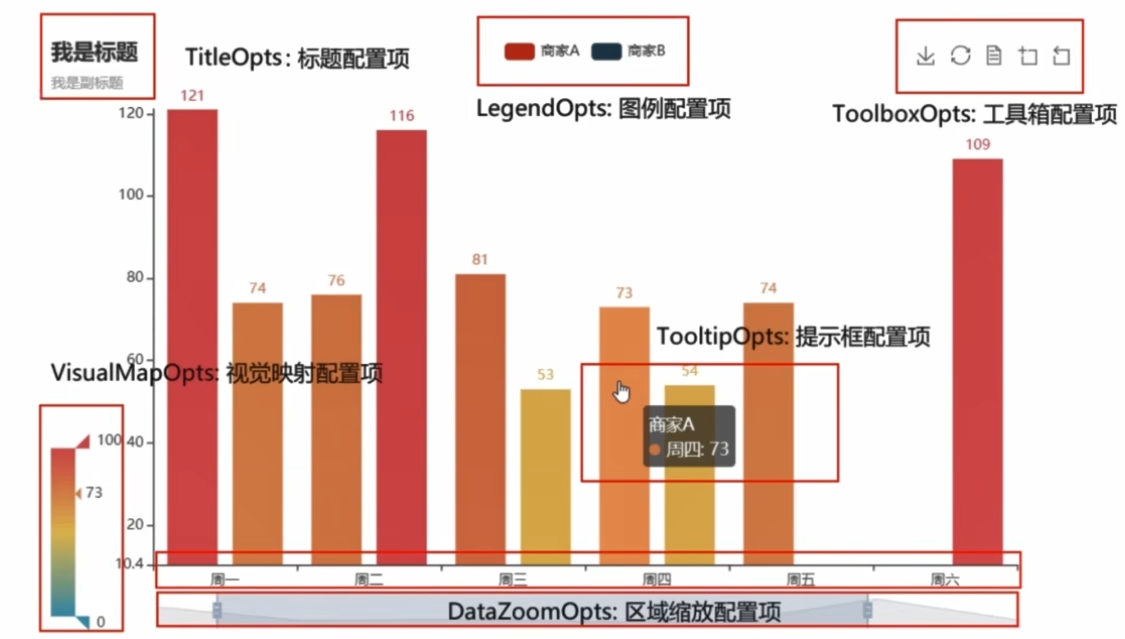 我是标题
我是副标题
TitleOpts: 标题配置项
商家A
商家B
LegendOpts: 图例配置项
ToolboxOpts: 工具箱配置项
120
100
80
60
40
20
10.4
121
74
76
116
81
53
73
54
74
109
TooltipOpts: 提示框配置项
商家A
周四: 73
VisualMapOpts: 视觉映射配置项
100
73
0
周一
周二
周三
周四
周五
周六
DataZoomOpts: 区域缩放配置项